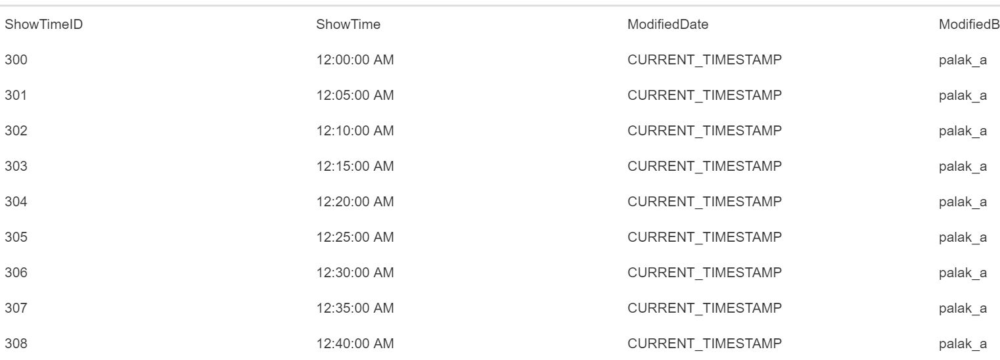 ShowTimeID ShowTime ModifiedDate ModifiedB
300 12:00:00 AM CURRENT_TIMESTAMP palak_a
301 12:05:00 AM CURRENT_TIMESTAMP palak_a
302 12:10:00 AM CURRENT_TIMESTAMP palak_a
303 12:15:00 AM CURRENT_TIMESTAMP palak_a
304 12:20:00 AM CURRENT_TIMESTAMP palak_a
305 12:25:00 AM CURRENT_TIMESTAMP palak_a
306 12:30:00 AM CURRENT_TIMESTAMP palak_a
307 12:35:00 AM CURRENT_TIMESTAMP palak_a
308 12:40:00 AM CURRENT_TIMESTAMP palak_a